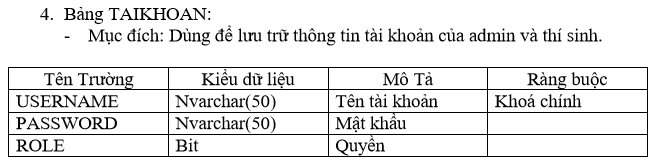 4. Bảng TAIKHOAN:
- Mục đích: Dùng để lưu trữ thông tin tài khoản của admin và thí sinh.
Tên Trường Kiểu dữ liệu Mô Tả Ràng buộc
USERNAME Nvarchar(50) Tên tài khoản Khoá chính
PASSWORD Nvarchar(50) Mật khẩu
ROLE Bit Quyền